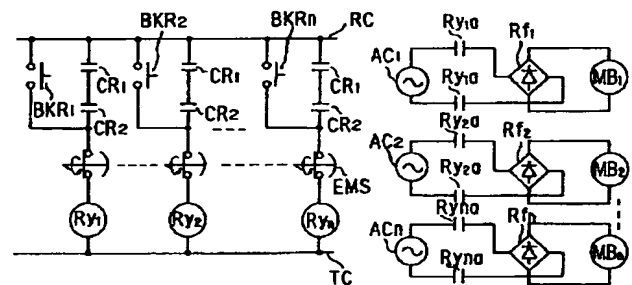 BKR2 BKRn RC
CR1 CR1 CR1
BKR1 CR2 CR2 CR2
EMS
Ry1 Ry2 Ryn
TC
Ry1a Rf1
AC1 MB1
Ry1a
Ry2a Rf2
AC2 MB2
Ry2a
Ryna Rfn
ACn
Ryna